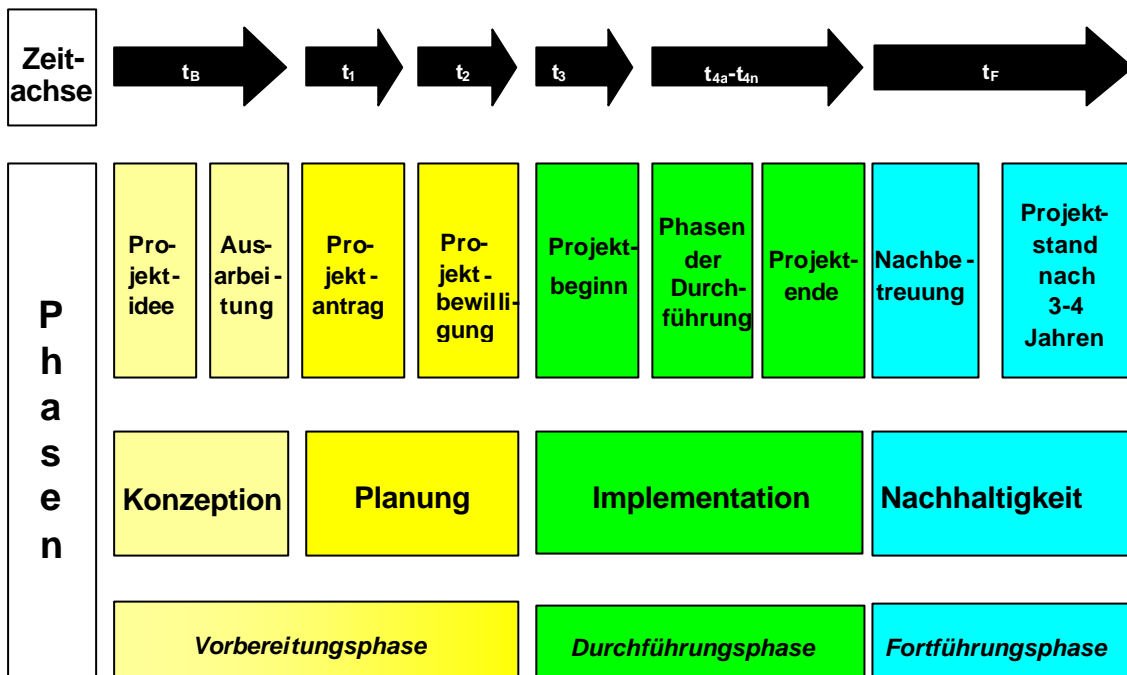 Zeit-
achse
tB
t1
t2
t3
t4a-t4n
tF
P
h
a
s
e
n
Pro-
jekt-
idee
Aus-
arbei-
tung
Pro-
jekt-
antrag
Pro-
jekt-
bewilli-
gung
Projekt-
beginn
Phasen
der
Durch-
führung
Projekt-
ende
Nachbe-
treuung
Projekt-
stand
nach
3-4
Jahren
Konzeption
Planung
Implementation
Nachhaltigkeit
Vorbereitungsphase
Durchführungsphase
Fortführungsphase